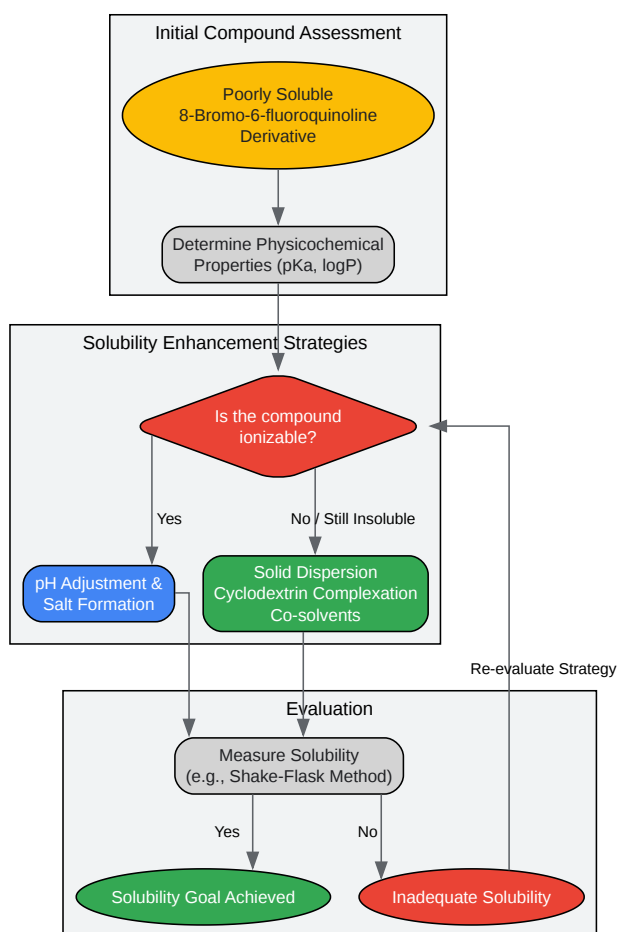 Initial Compound Assessment
Poorly Soluble
8-Bromo-6-fluoroquinoline
Derivative
Determine Physicochemical
Properties (pKa, logP)
Solubility Enhancement Strategies
Is the compound
ionizable?
Yes
No / Still Insoluble
pH Adjustment &
Salt Formation
Solid Dispersion
Cyclodextrin Complexation
Co-solvents
Re-evaluate Strategy
Evaluation
Measure Solubility
(e.g., Shake-Flask Method)
Yes
No
Solubility Goal Achieved
Inadequate Solubility